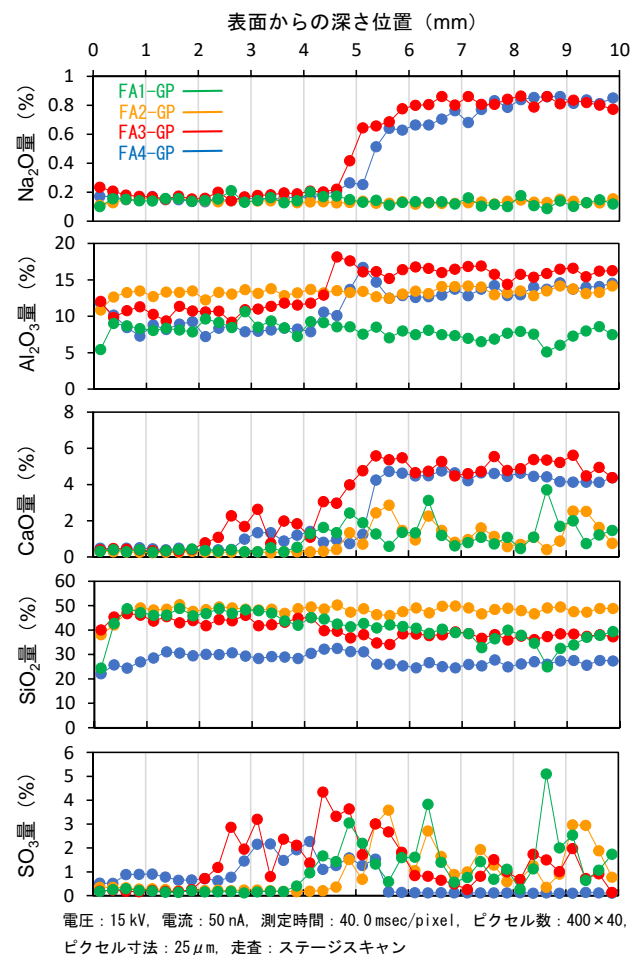 表面からの深さ位置（mm）
0 1 2 3 4 5 6 7 8 9 10
Na₂O量（%）
1
0.8
0.6
0.4
0.2
0
FA1-GP
FA2-GP
FA3-GP
FA4-GP
Al₂O₃量（%）
20
15
10
5
0
CaO量（%）
8
6
4
2
0
SiO₂量（%）
60
50
40
30
20
10
0
SO₃量（%）
6
5
4
3
2
1
0
電圧：15 kV, 電流：50 nA, 測定時間：40.0 msec/pixel, ピクセル数：400×40,
ピクセル寸法：25μm, 走査：ステージスキャン